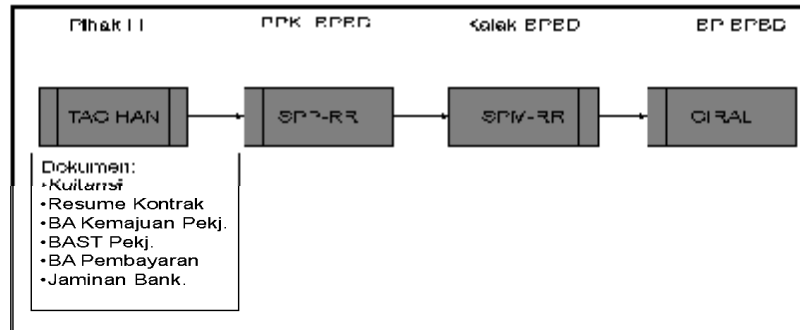 Pihak III PPK BPBD Kalak BPBD BP BPBD
TAGIHAN SPP-RR SPM-RR GIRAL
Dokumen:
•Kuitansi
•Resume Kontrak
•BA Kemajuan Pekj.
•BAST Pekj.
•BA Pembayaran
•Jaminan Bank.